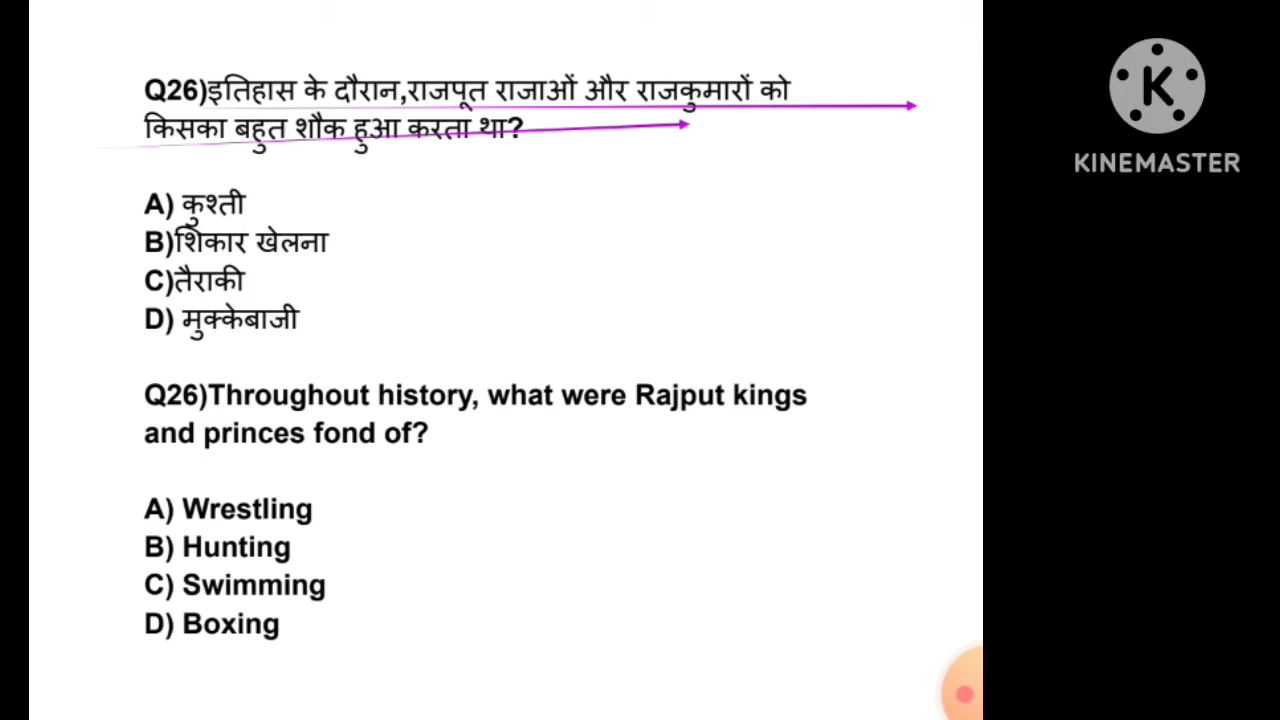 Q26)इतिहास के दौरान,राजपूत राजाओं और राजकुमारों को
किसका बहुत शौक हुआ करता था?
A) कुश्ती
B)शिकार खेलना
C)तैराकी
D) मुक्केबाजी
Q26)Throughout history, what were Rajput kings
and princes fond of?
A) Wrestling
B) Hunting
C) Swimming
D) Boxing
K
KINEMASTER